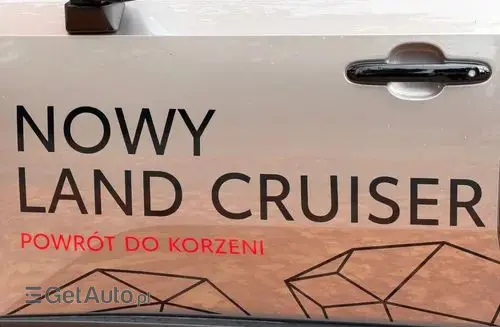 NOWY
LAND CRUISER
POWRÓT DO KORZENI
GetAuto.pl